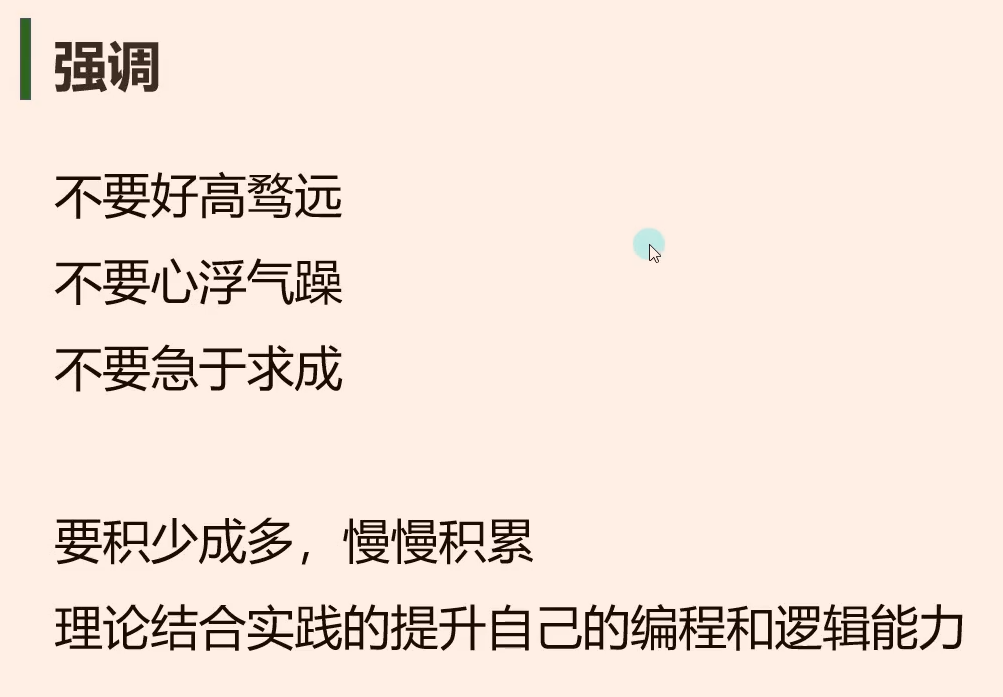 强调
不要好高骛远
不要心浮气躁
不要急于求成
要积少成多，慢慢积累
理论结合实践的提升自己的编程和逻辑能力